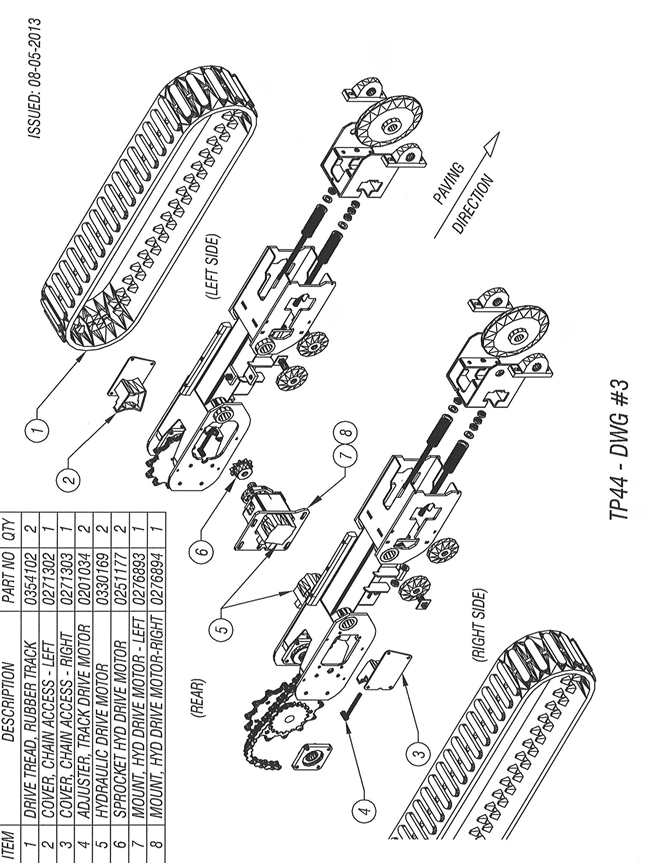 ISSUED: 08-05-2013
ITEM DESCRIPTION PART NO QTY
1 DRIVE TREAD, RUBBER TRACK 0354102 2
2 COVER, CHAIN ACCESS - LEFT 0271302 1
3 COVER, CHAIN ACCESS - RIGHT 0271303 1
4 ADJUSTER, TRACK DRIVE MOTOR 0201034 2
5 HYDRAULIC DRIVE MOTOR 0330169 2
6 SPROCKET HYD DRIVE MOTOR 0251177 2
7 MOUNT, HYD DRIVE MOTOR - LEFT 0276893 1
8 MOUNT, HYD DRIVE MOTOR-RIGHT 0276894 1
1
2
(LEFT SIDE)
PAVING
DIRECTION
6
7
8
5
(REAR)
(RIGHT SIDE)
3
4
TP44 - DWG #3